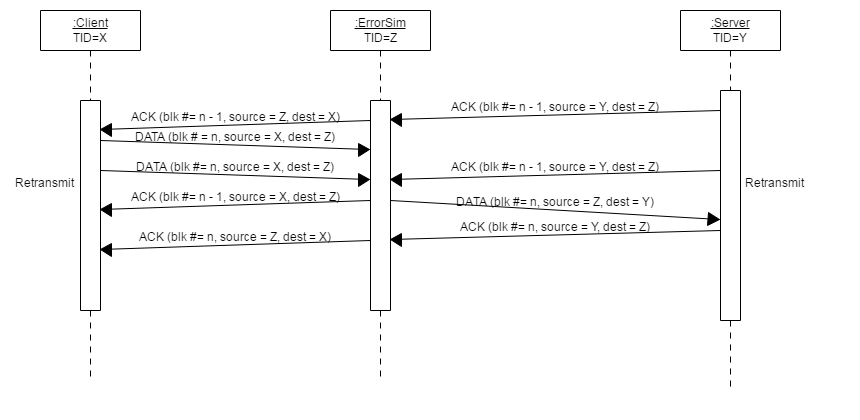 :Client
TID=X
:ErrorSim
TID=Z
:Server
TID=Y
ACK (blk #= n - 1, source = Y, dest = Z)
ACK (blk #= n - 1, source = Z, dest = X)
DATA (blk # = n, source = X, dest = Z)
DATA (blk #= n, source = X, dest = Z)
ACK (blk #= n - 1, source = Y, dest = Z)
Retransmit
Retransmit
ACK (blk #= n - 1, source = X, dest = Z)
DATA (blk #= n, source = Z, dest = Y)
ACK (blk #= n, source = Y, dest = Z)
ACK (blk #= n, source = Z, dest = X)